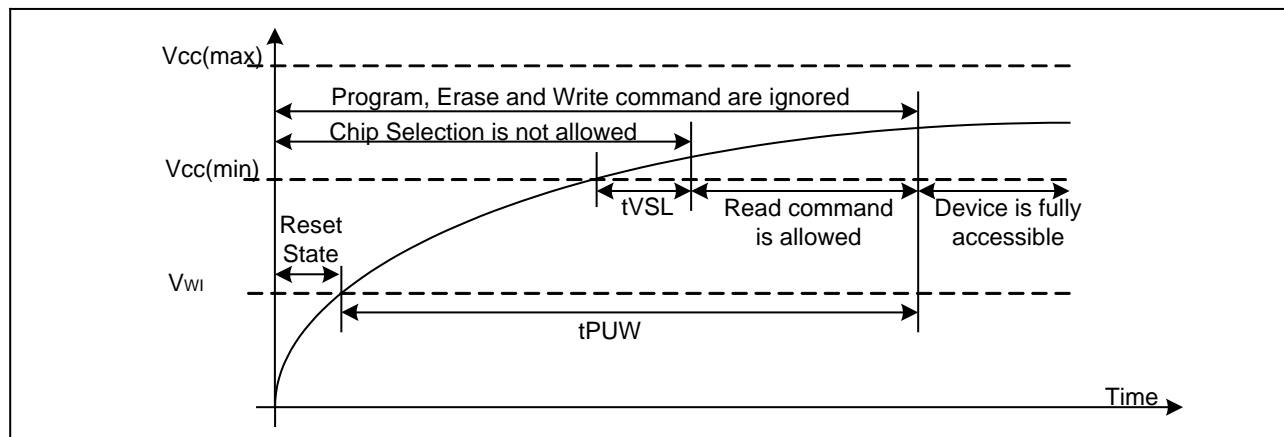 Vcc(max)
Program, Erase and Write command are ignored
Chip Selection is not allowed
Vcc(min)
tVSL
Read command
is allowed
Device is fully
accessible
Reset
State
VWI
tPUW
Time